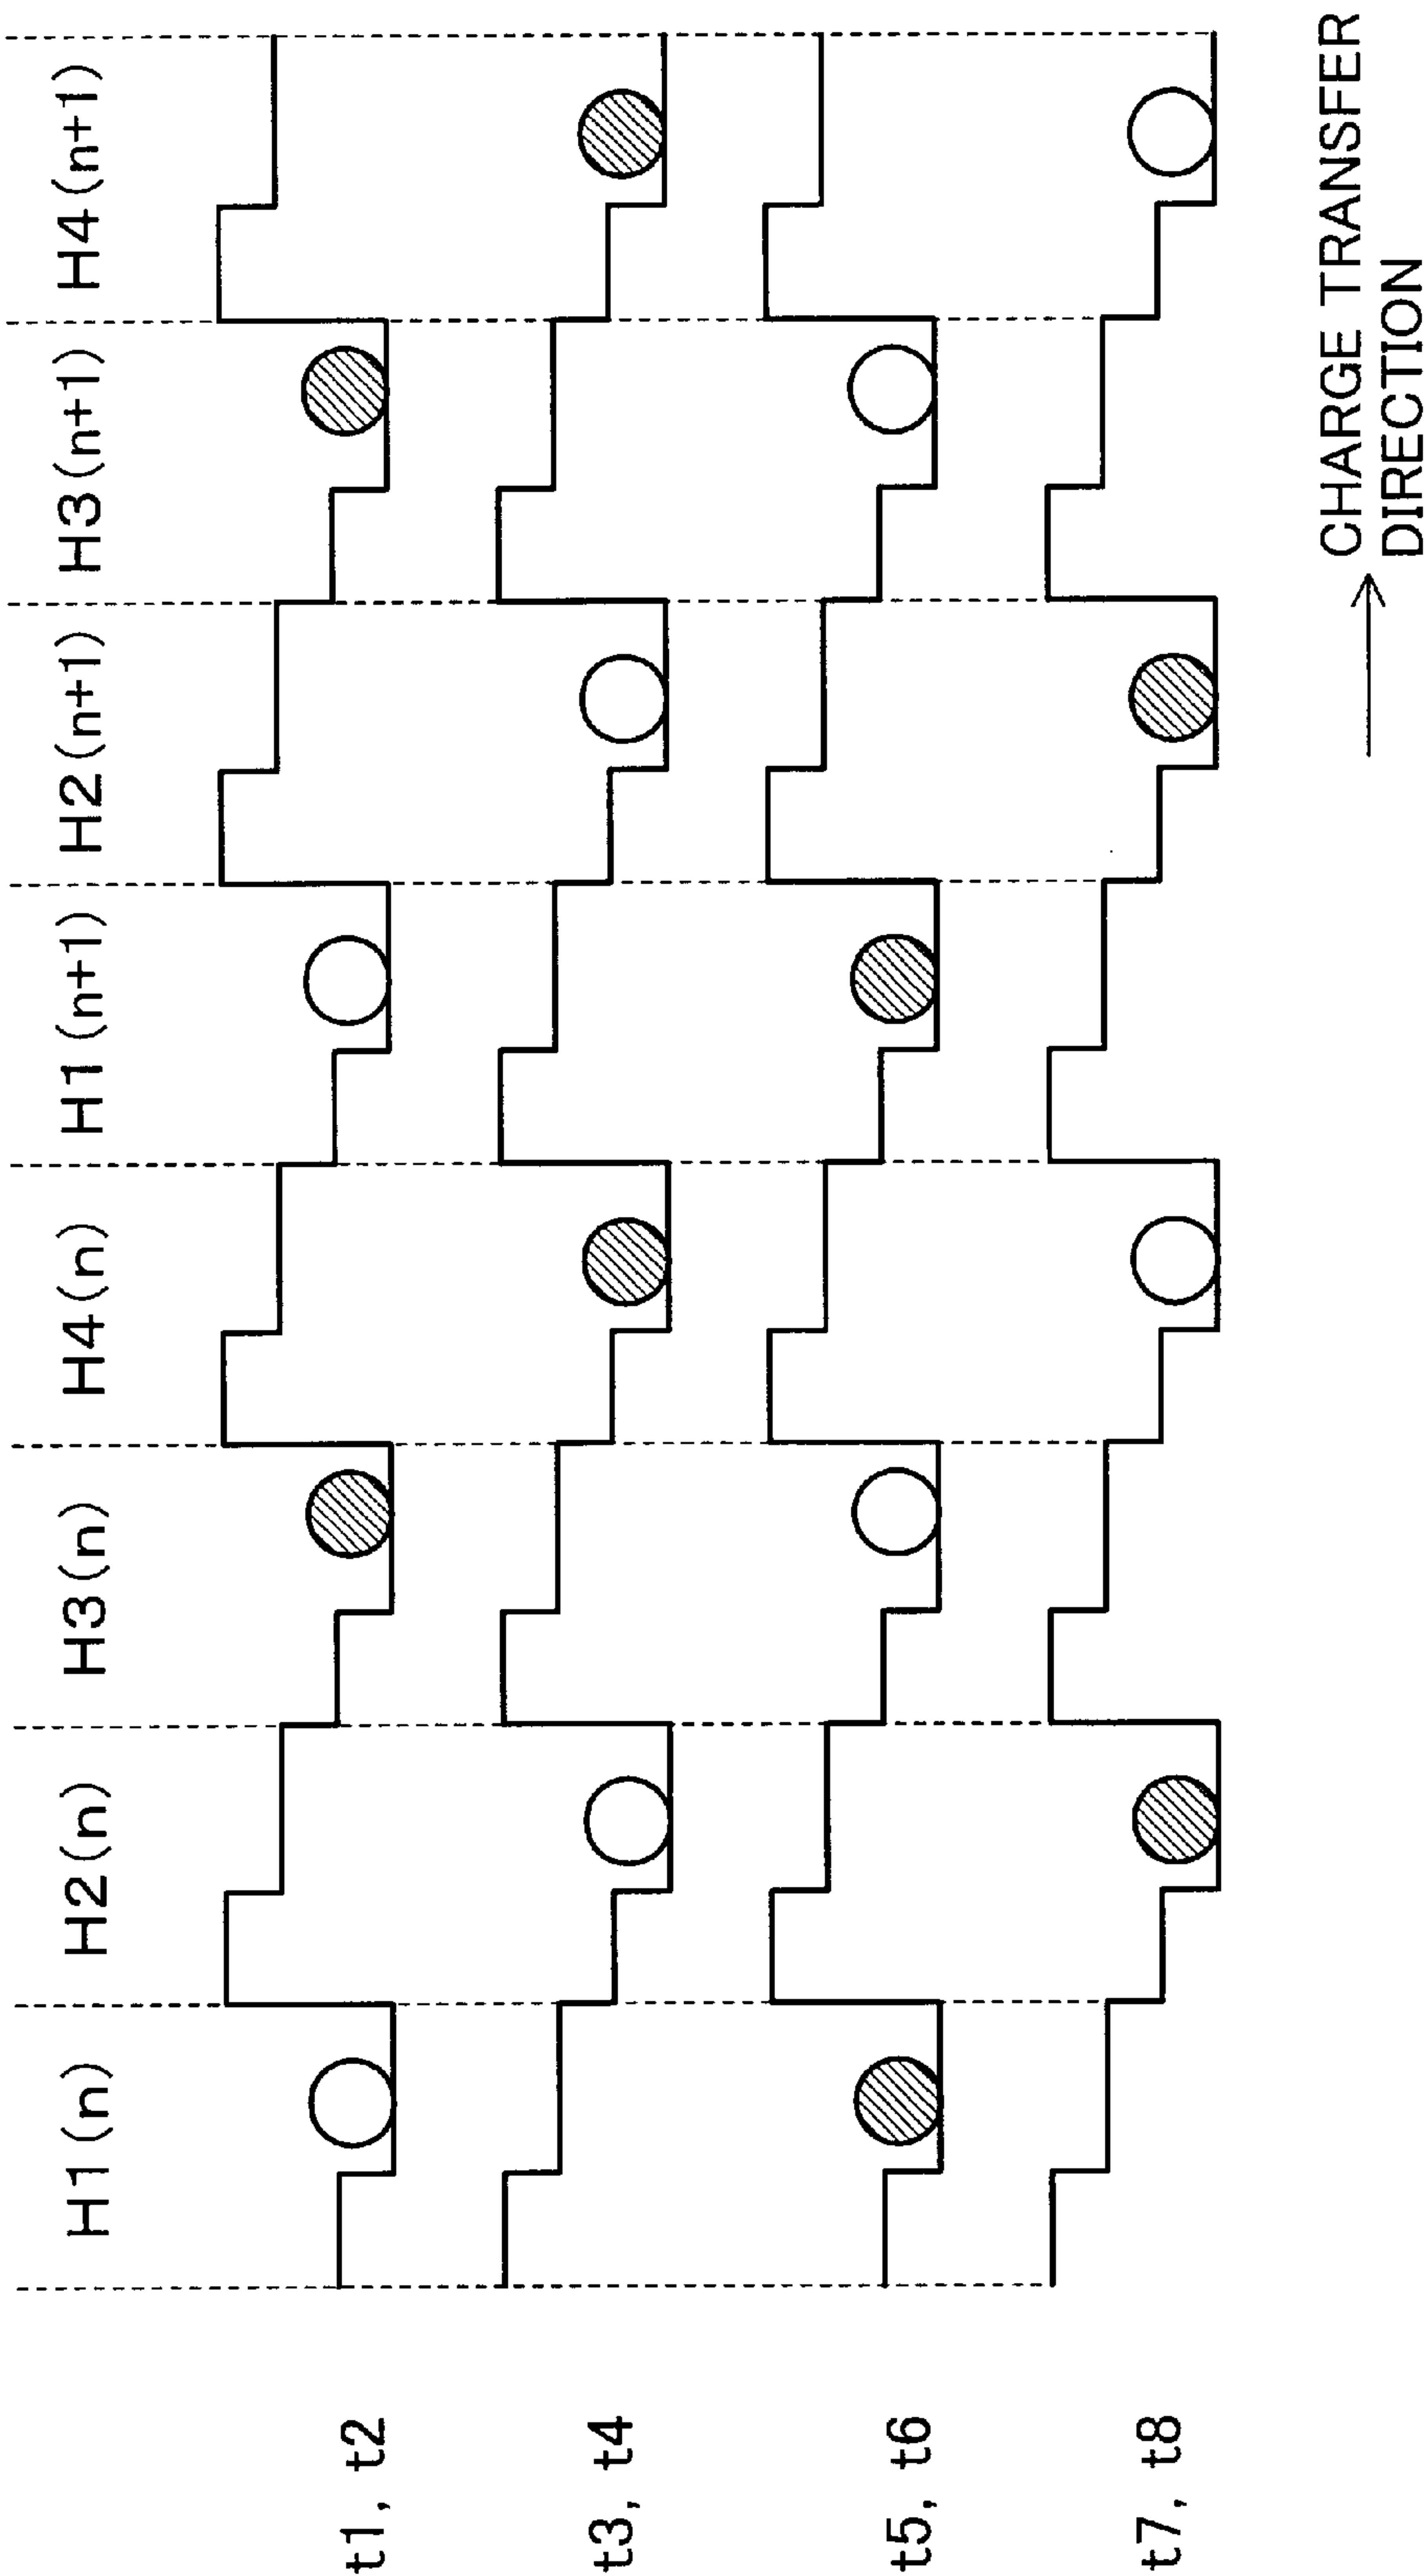 H1(n) H2(n) H3(n) H4(n) H1(n+1) H2(n+1) H3(n+1) H4(n+1)
t1, t2
t3, t4
t5, t6
t7, t8
CHARGE TRANSFER
DIRECTION